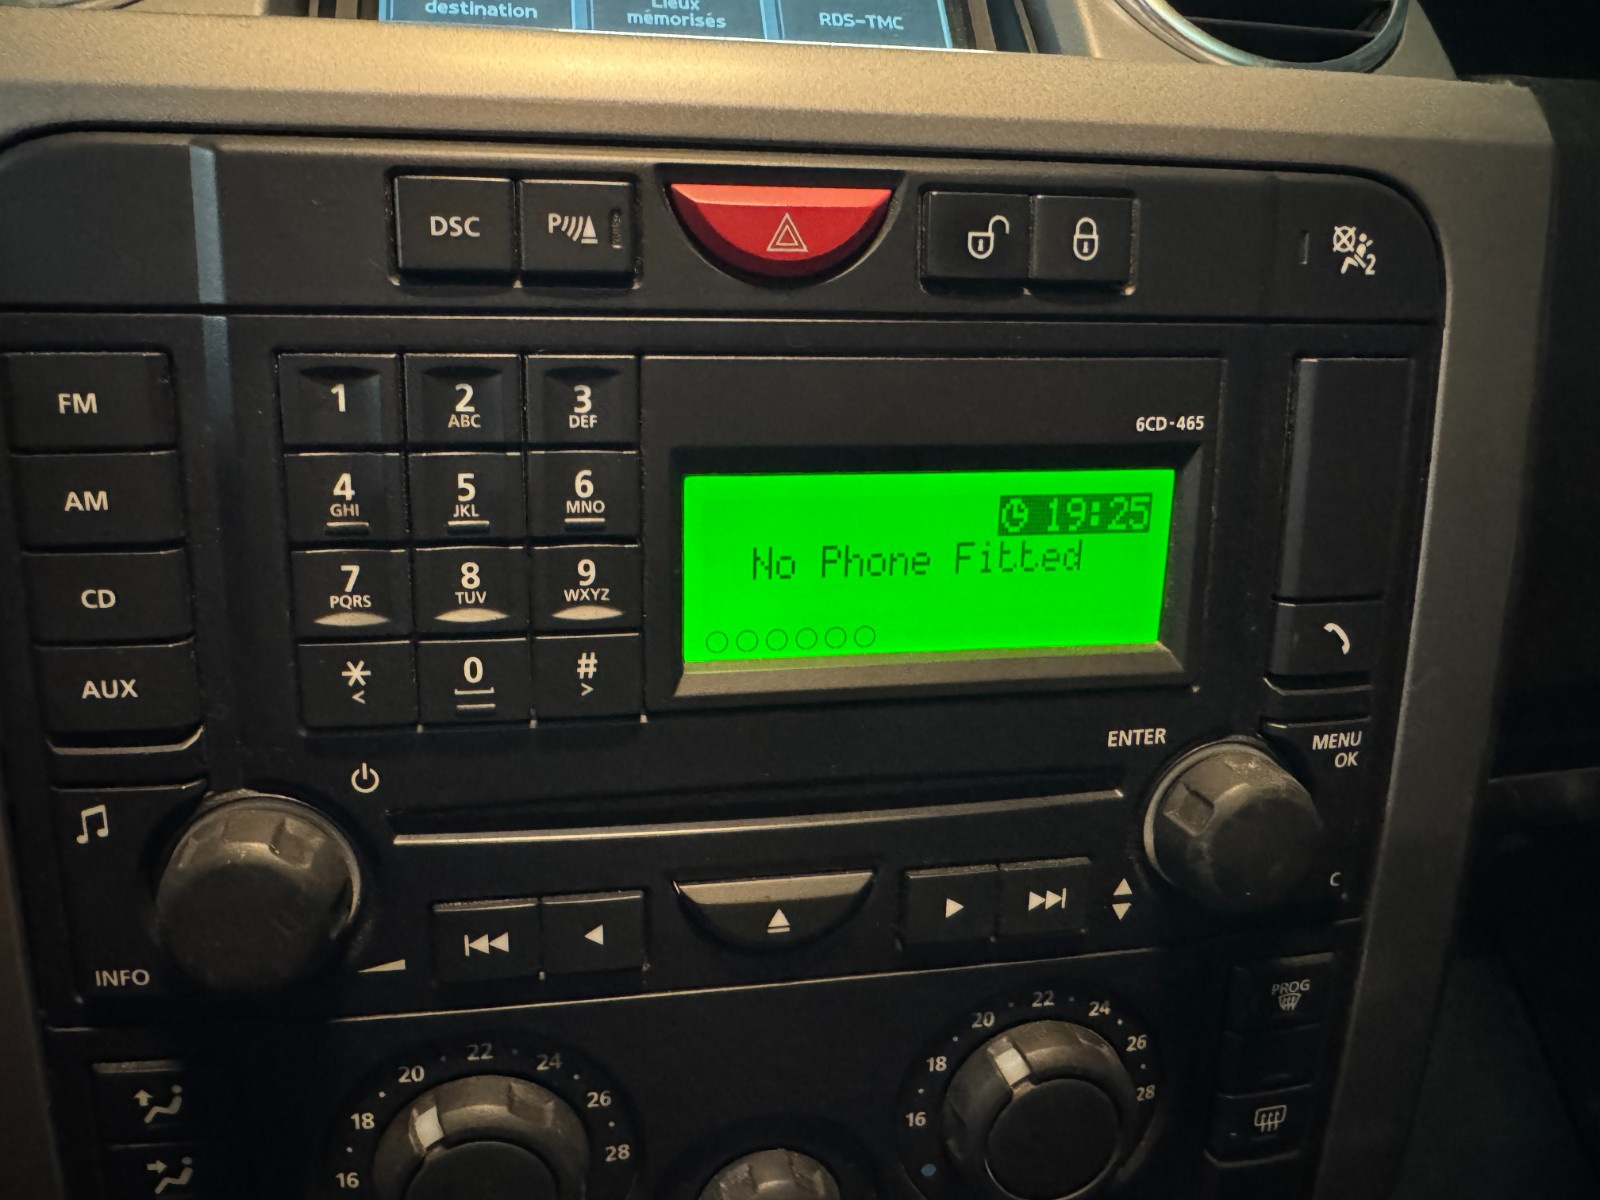 destination
Lieux
mémorisés
RDS-TMC
DSC
P
2
FM
AM
CD
AUX
1
2
ABC
3
DEF
4
GHI
5
JKL
6
MNO
7
PQRS
8
TUV
9
WXYZ
*
<
0
#
>
6CD-465
19:25
No Phone Fitted
ENTER
MENU
OK
INFO
C
PROG
16
18
20
22
24
26
28
16
18
20
22
24
26
28